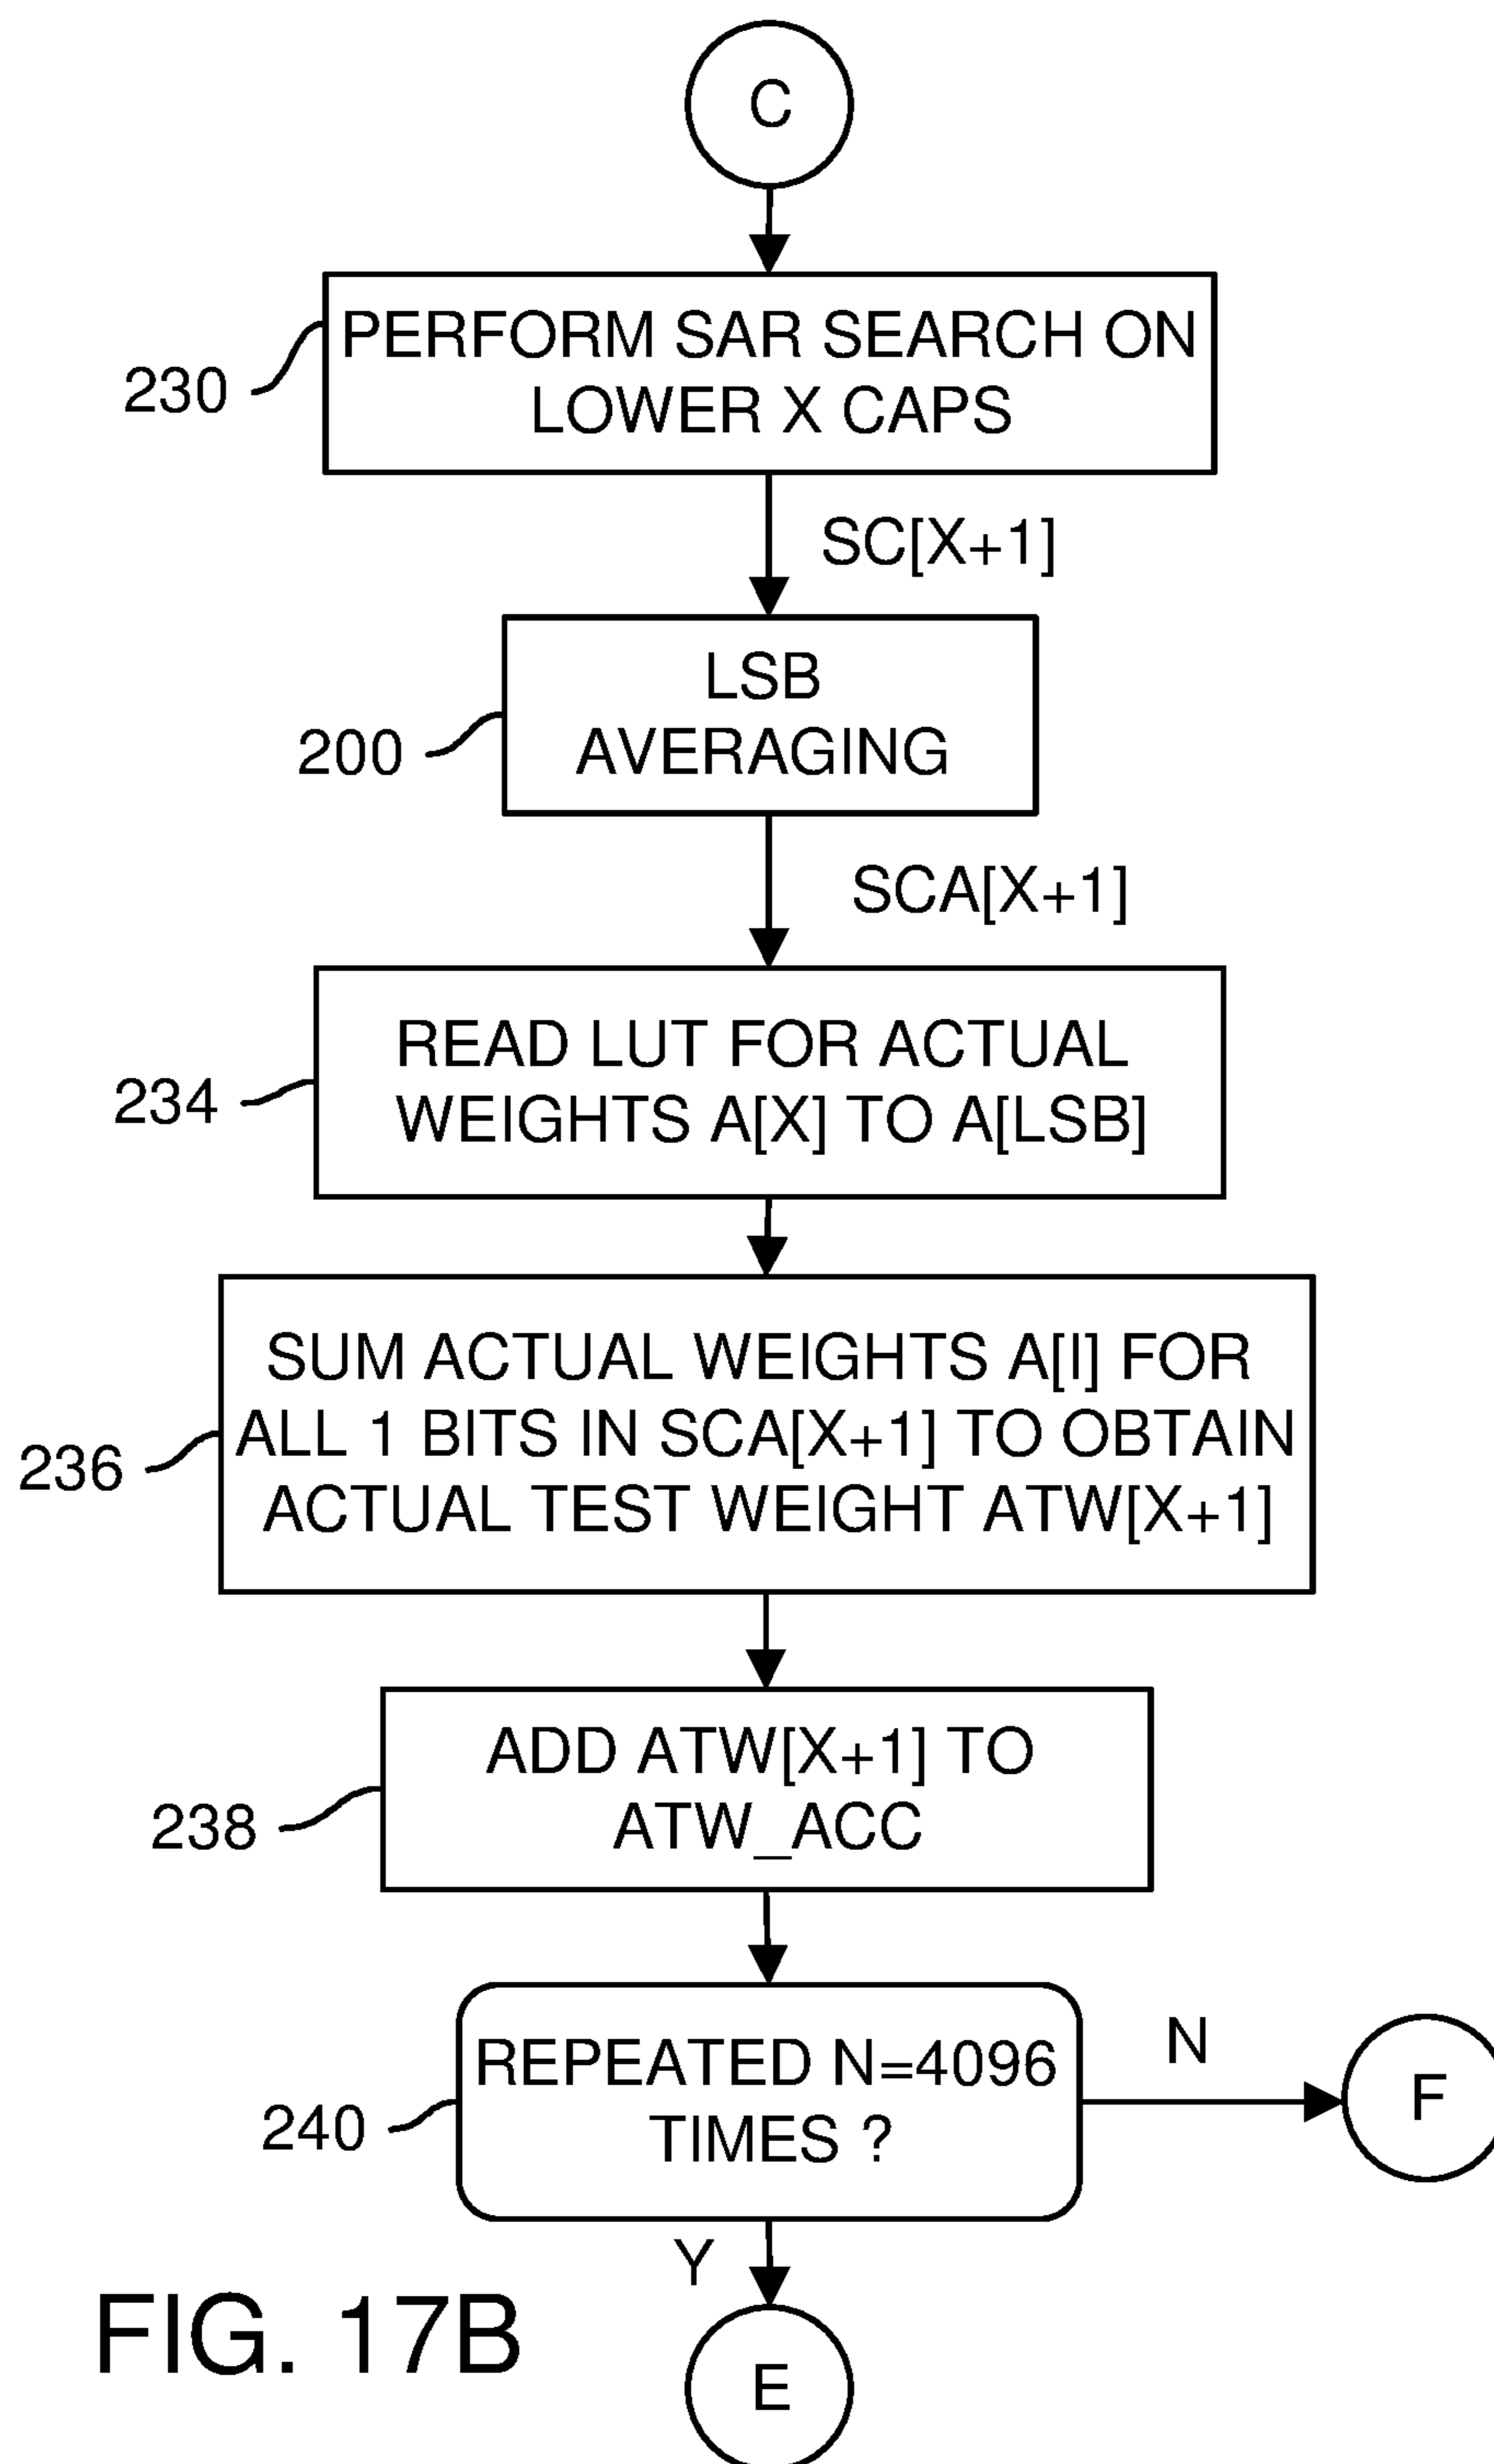 C
PERFORM SAR SEARCH ON
LOWER X CAPS
230
SC[X+1]
LSB
AVERAGING
200
SCA[X+1]
READ LUT FOR ACTUAL
WEIGHTS A[X] TO A[LSB]
234
SUM ACTUAL WEIGHTS A[I] FOR
ALL 1 BITS IN SCA[X+1] TO OBTAIN
ACTUAL TEST WEIGHT ATW[X+1]
236
ADD ATW[X+1] TO
ATW_ACC
238
REPEATED N=4096
TIMES ?
240
N
F
Y
E
FIG. 17B